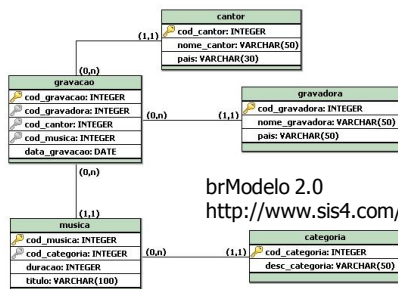 cantor
cod_cantor: INTEGER
nome_cantor: VARCHAR(50)
pais: VARCHAR(30)
(1,1)
(0,n)
gravacao
cod_gravacao: INTEGER
cod_gravadora: INTEGER
cod_cantor: INTEGER
cod_musica: INTEGER
data_gravacao: DATE
(0,n)
(1,1)
gravadora
cod_gravadora: INTEGER
nome_gravadora: VARCHAR(50)
pais: VARCHAR(50)
(0,n)
brModelo 2.0
http://www.sis4.com/
(1,1)
musica
cod_musica: INTEGER
cod_categoria: INTEGER
duracao: INTEGER
titulo: VARCHAR(100)
(0,n)
(1,1)
categoria
cod_categoria: INTEGER
desc_categoria: VARCHAR(50)